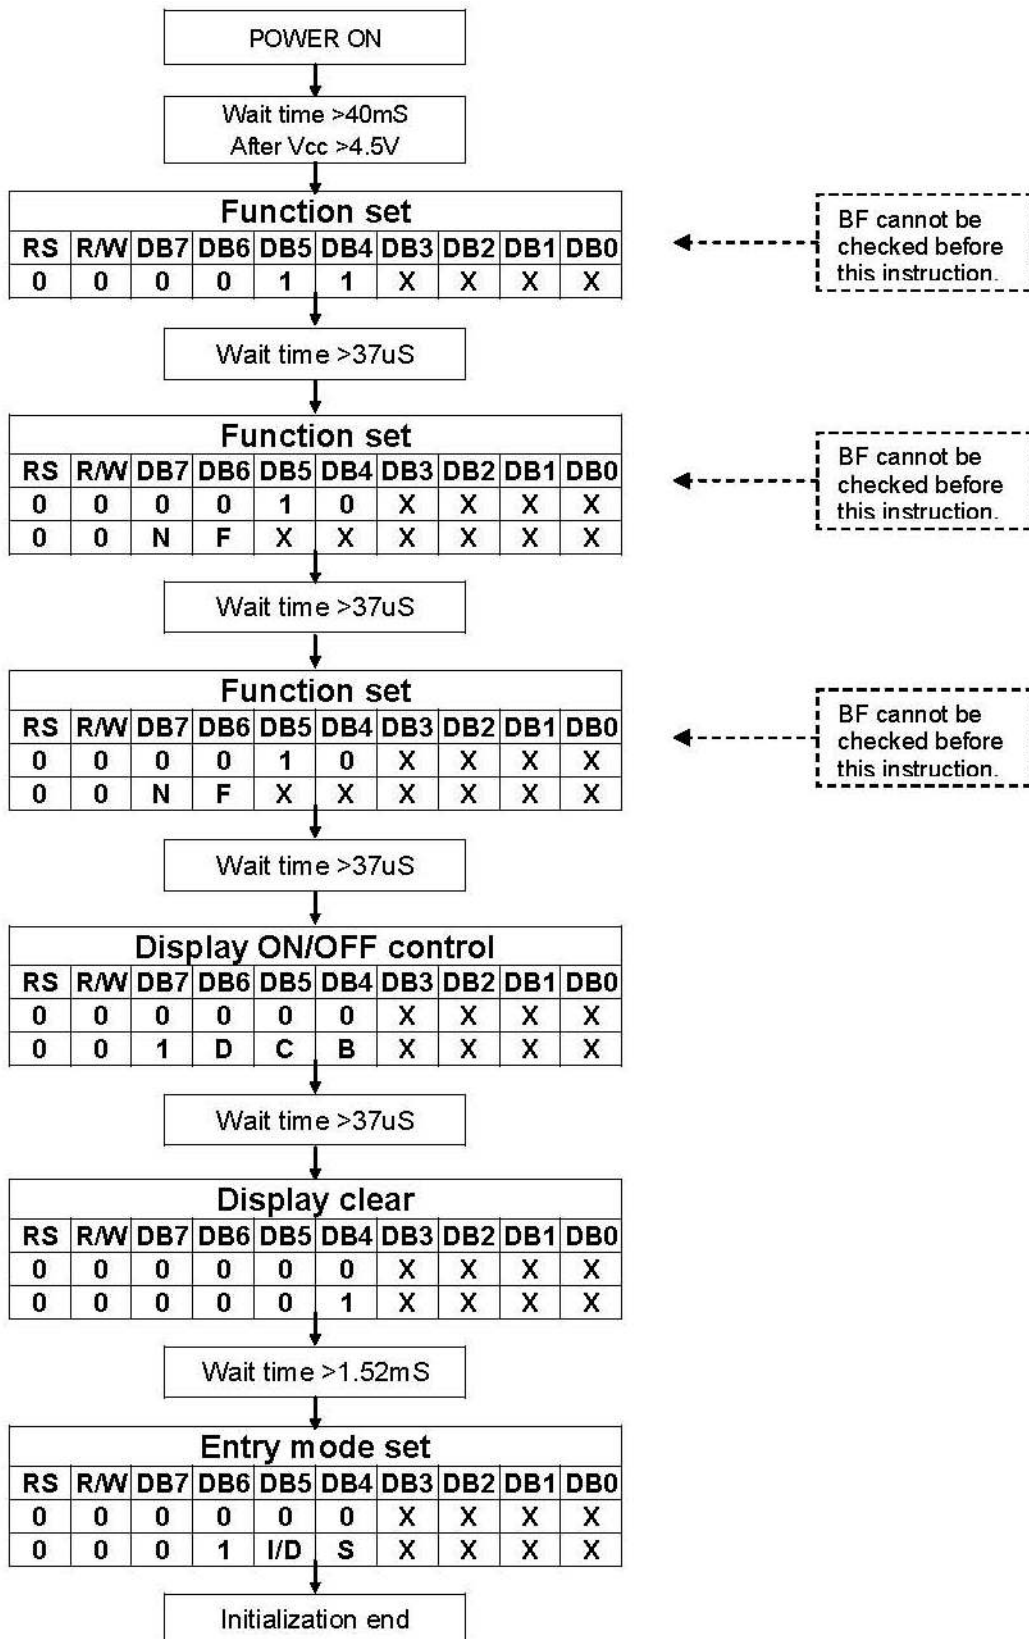 POWER ON
Wait time >40mS
After Vcc >4.5V
Function set
RS R/W DB7 DB6 DB5 DB4 DB3 DB2 DB1 DB0
0 0 0 0 1 1 X X X X
BF cannot be
checked before
this instruction.
Wait time >37uS
Function set
RS R/W DB7 DB6 DB5 DB4 DB3 DB2 DB1 DB0
0 0 0 0 1 0 X X X X
0 0 N F X X X X X X
BF cannot be
checked before
this instruction.
Wait time >37uS
Function set
RS R/W DB7 DB6 DB5 DB4 DB3 DB2 DB1 DB0
0 0 0 0 1 0 X X X X
0 0 N F X X X X X X
BF cannot be
checked before
this instruction.
Wait time >37uS
Display ON/OFF control
RS R/W DB7 DB6 DB5 DB4 DB3 DB2 DB1 DB0
0 0 0 0 0 0 X X X X
0 0 1 D C B X X X X
Wait time >37uS
Display clear
RS R/W DB7 DB6 DB5 DB4 DB3 DB2 DB1 DB0
0 0 0 0 0 0 X X X X
0 0 0 0 0 1 X X X X
Wait time >1.52mS
Entry mode set
RS R/W DB7 DB6 DB5 DB4 DB3 DB2 DB1 DB0
0 0 0 0 0 0 X X X X
0 0 0 1 I/D S X X X X
Initialization end